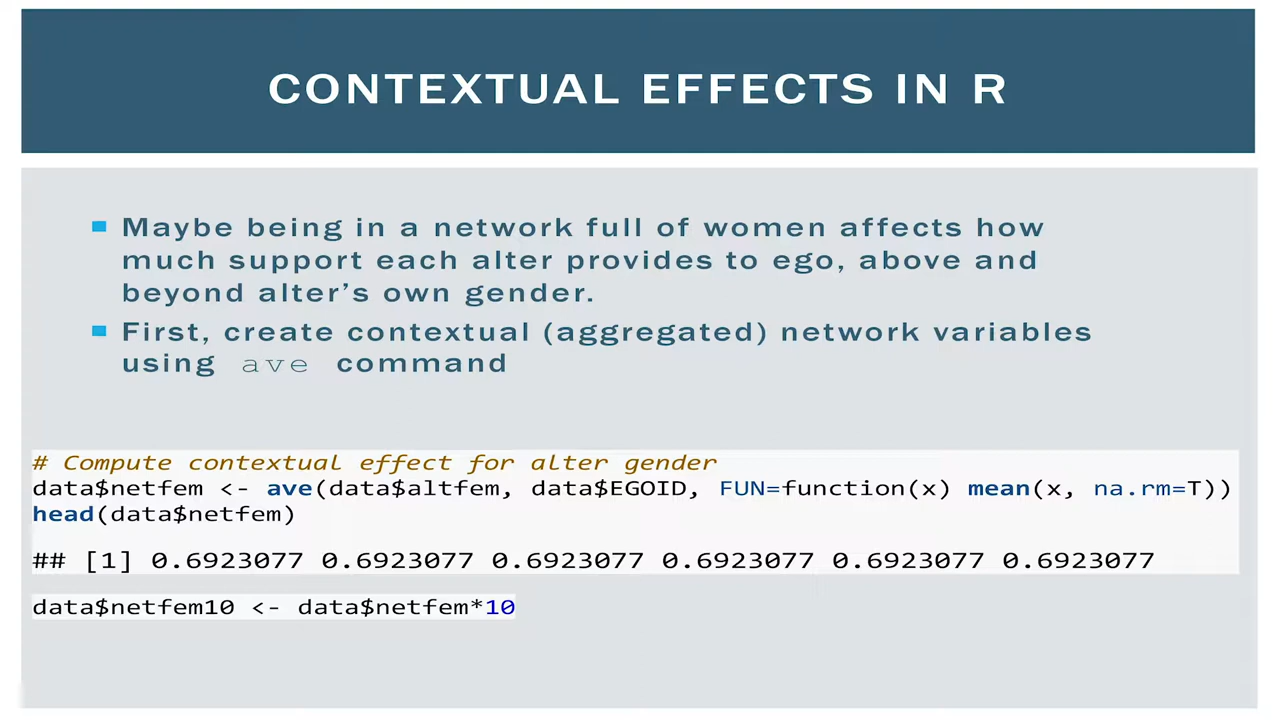 CONTEXTUAL EFFECTS IN R
Maybe being in a network full of women affects how
much support each alter provides to ego, above and
beyond alter’s own gender.
First, create contextual (aggregated) network variables
using ave command
# Compute contextual effect for alter gender
data$netfem <- ave(data$altfem, data$EGOID, FUN=function(x) mean(x, na.rm=T))
head(data$netfem)
## [1] 0.6923077 0.6923077 0.6923077 0.6923077 0.6923077 0.6923077
data$netfem10 <- data$netfem*10